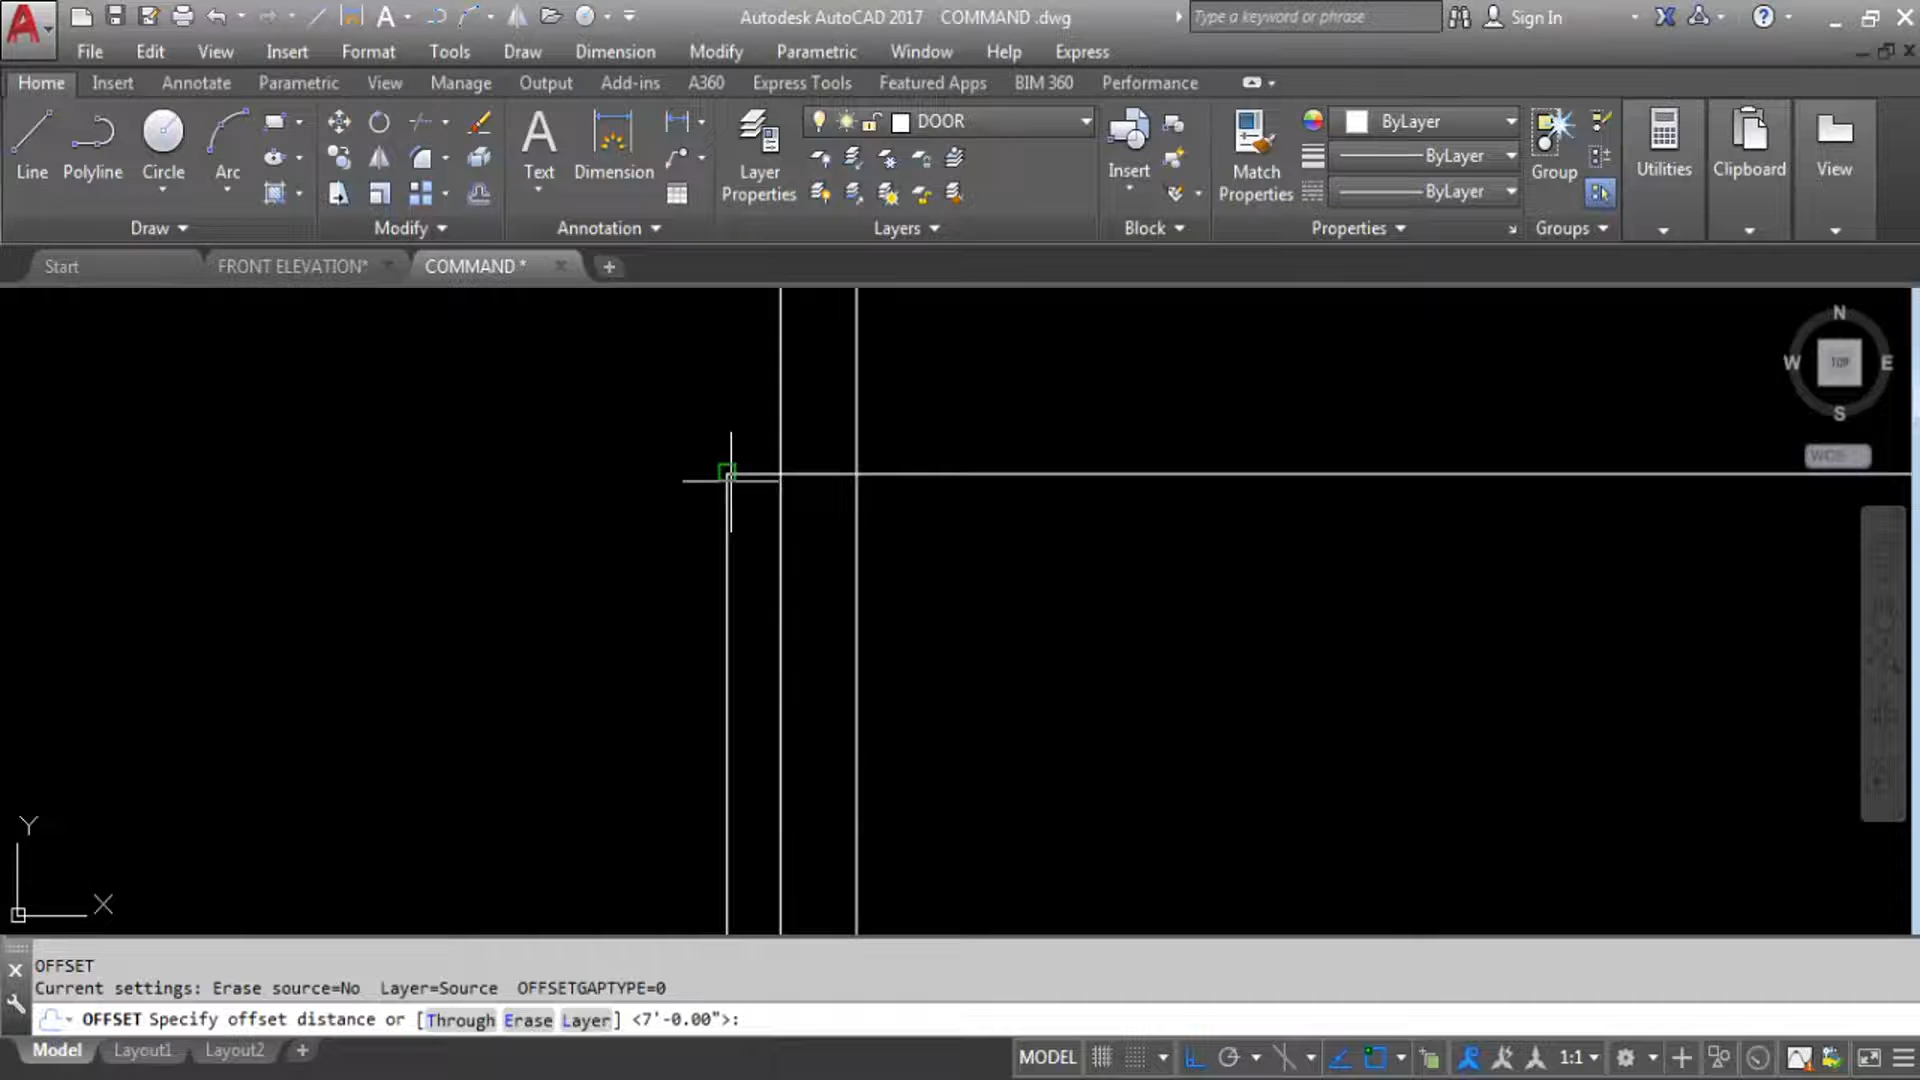 Autodesk AutoCAD 2017 COMMAND .dwg
Type a keyword or phrase
Sign In
File Edit View Insert Format Tools Draw Dimension Modify Parametric Window Help Express
Home Insert Annotate Parametric View Manage Output Add-ins A360 Express Tools Featured Apps BIM 360 Performance
DOOR
ByLayer
ByLayer
ByLayer
Line Polyline Circle Arc
Text Dimension
Layer Properties
Insert
Match Properties
Group
Utilities Clipboard View
Draw Modify Annotation Layers Block Properties Groups
Start FRONT ELEVATION* COMMAND *
N
W TOP E
S
WCS
Y
X
OFFSET
Current settings: Erase source=No Layer=Source OFFSETGAPTYPE=0
OFFSET Specify offset distance or [Through Erase Layer] <7'-0.00">:
Model Layout1 Layout2
MODEL 1:1